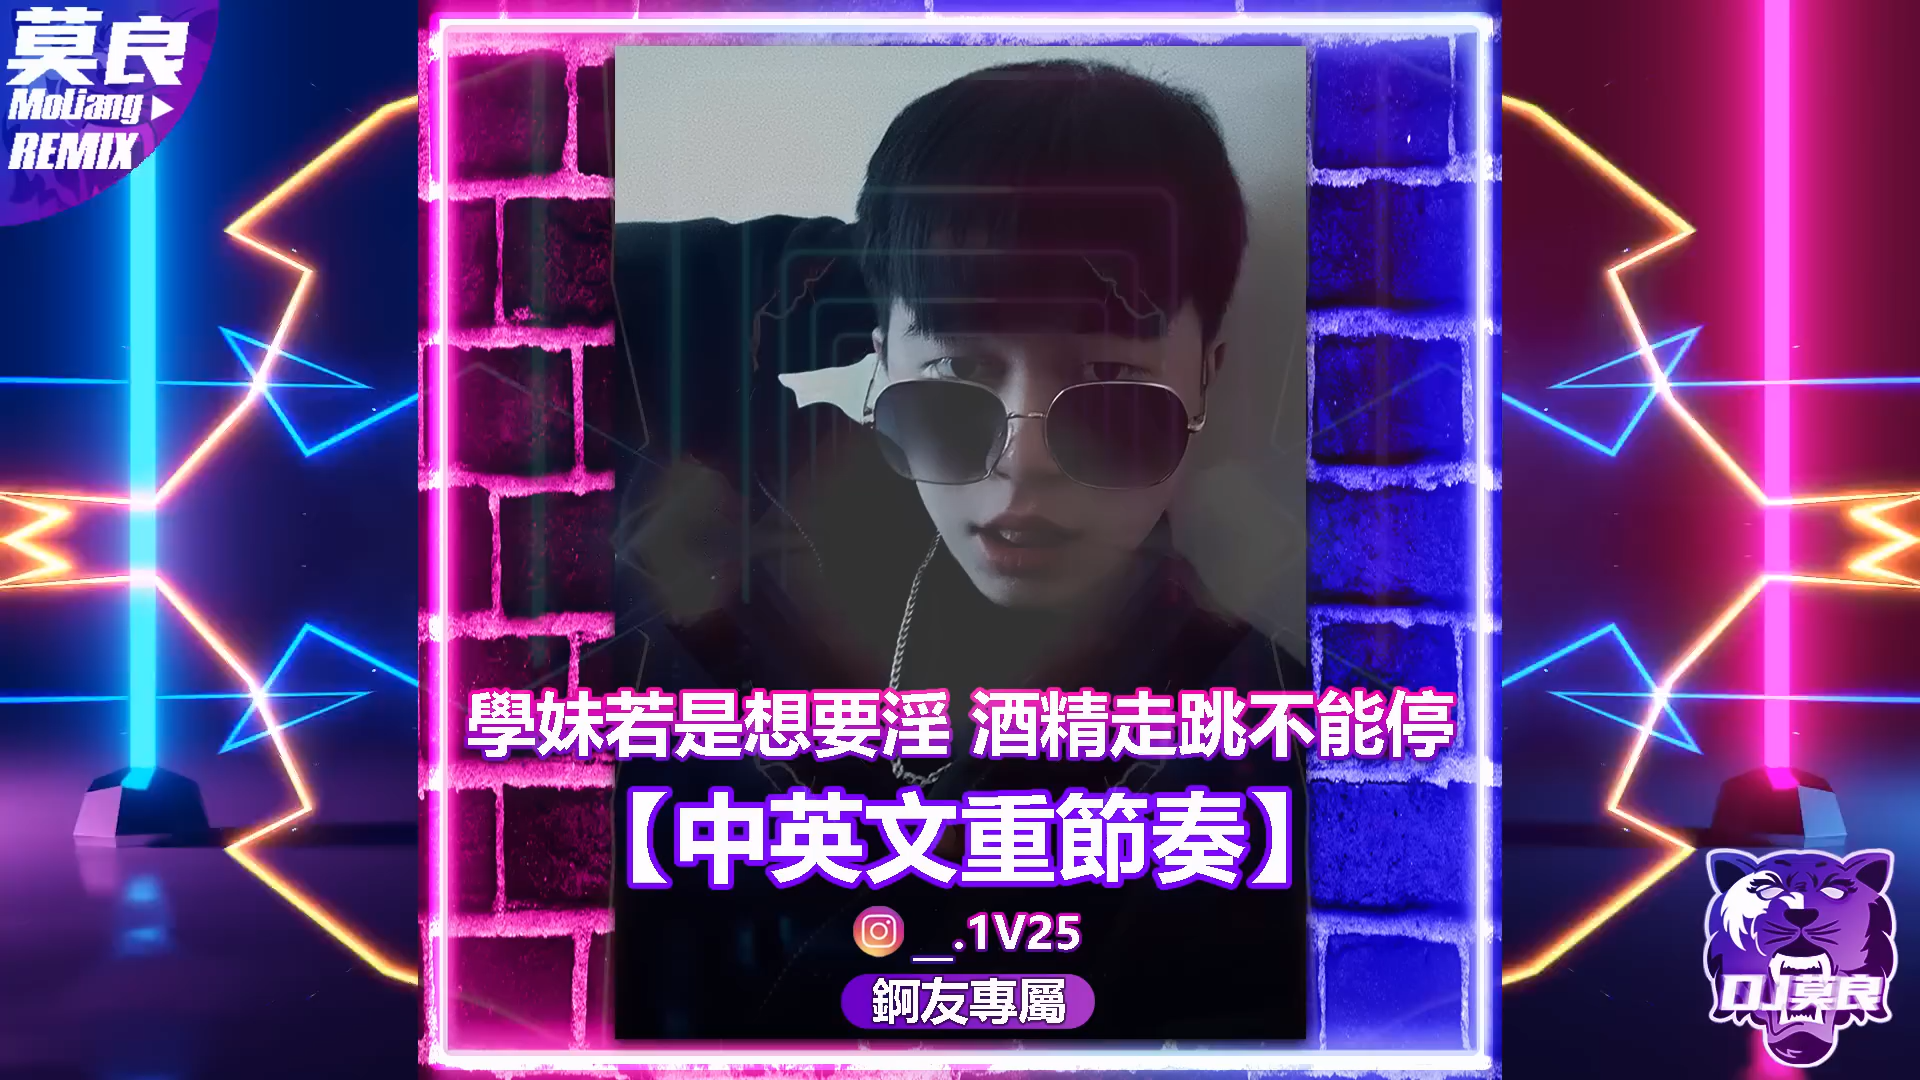 莫良
MoLiang
REMIX
學妹若是想要淫 酒精走跳不能停
【中英文重節奏】
__.1V25
錒友專屬
DJ莫良